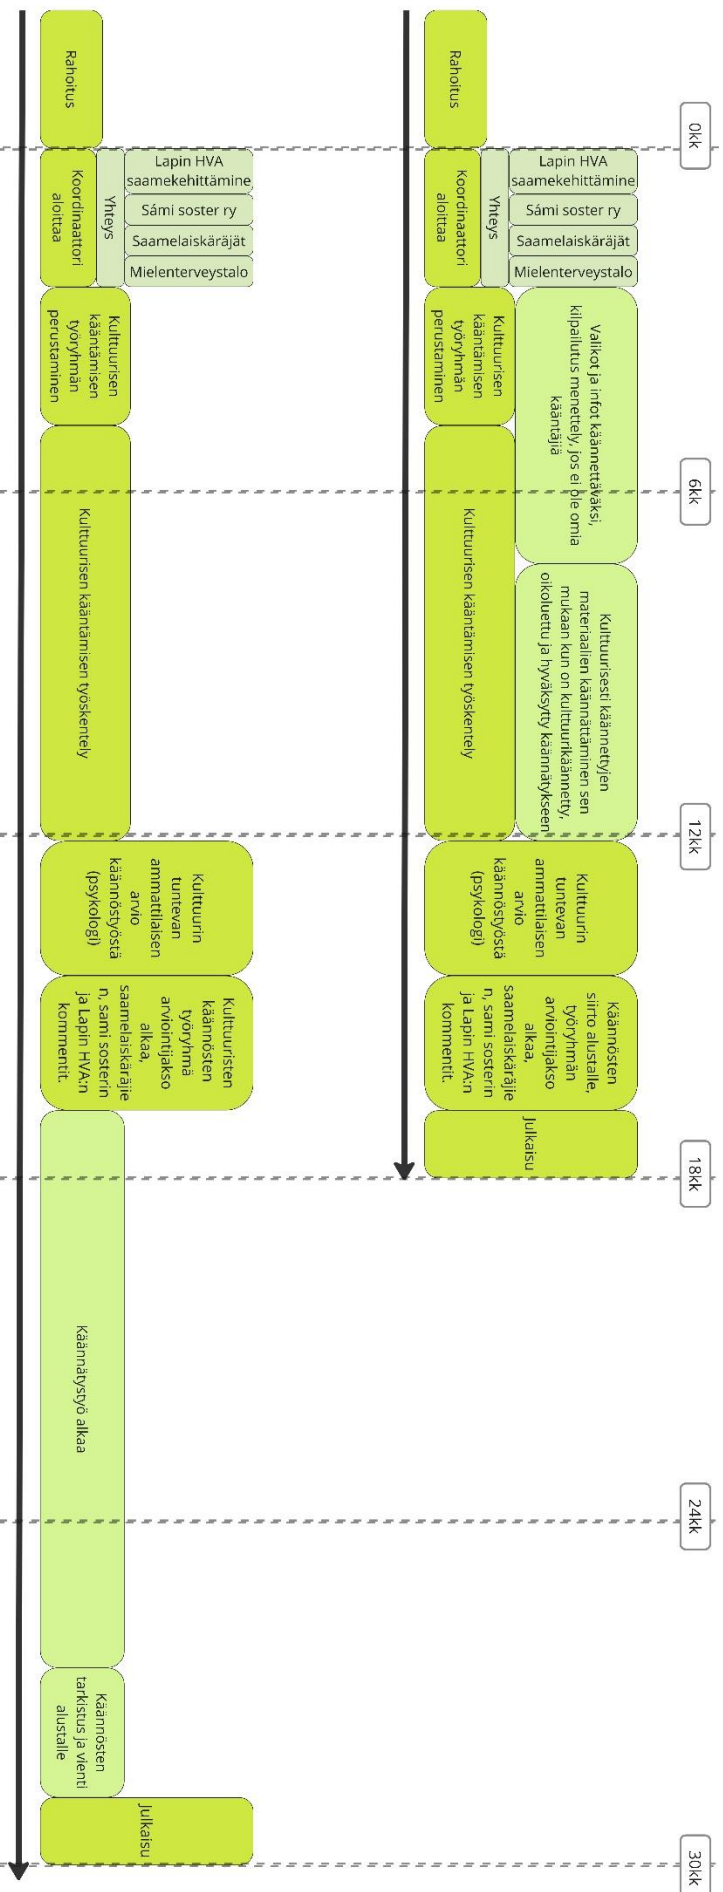 0kk
6kk
12kk
18kk
24kk
30kk
Rahoitus
Koordinaattori
aloittaa
Yhteys
Lapin HVA
saamekehittämine
Sámi soster ry
Saamelaiskäräjät
Mielenterveystalo
Kulttuurisen
kääntämisen
työryhmän
perustaminen
Valikot ja infot käännettäväksi,
kilpailutus menettely, jos ei ole omia
kääntäjiä
Kulttuurisen kääntämisen työskentely
Kulttuurisesti käännettyjen
materiaalien käännättäminen sen
mukaan kun on kulttuurikäännetty,
oikoluettu ja hyväksytty käännätykseen
Kulttuurin
tuntevan
ammattilaisen
arvio
käännöstyöstä
(psykologi)
Käännösten
siirto alustalle,
työryhmän
arviointijakso
alkaa,
saamelaiskäräjie
n, sami sosterin
ja Lapin HVA:n
kommentit.
Julkaisu
Rahoitus
Koordinaattori
aloittaa
Yhteys
Lapin HVA
saamekehittämine
Sámi soster ry
Saamelaiskäräjät
Mielenterveystalo
Kulttuurisen
kääntämisen
työryhmän
perustaminen
Kulttuurisen kääntämisen työskentely
Kulttuurin
tuntevan
ammattilaisen
arvio
käännöstyöstä
(psykologi)
Kulttuuristen
käännösten
työryhmä
arviointijakso
alkaa,
saamelaiskäräjie
n, sami sosterin
ja Lapin HVA:n
kommentit.
Käännätystyö alkaa
Käännösten
tarkistus ja vienti
alustalle
Julkaisu